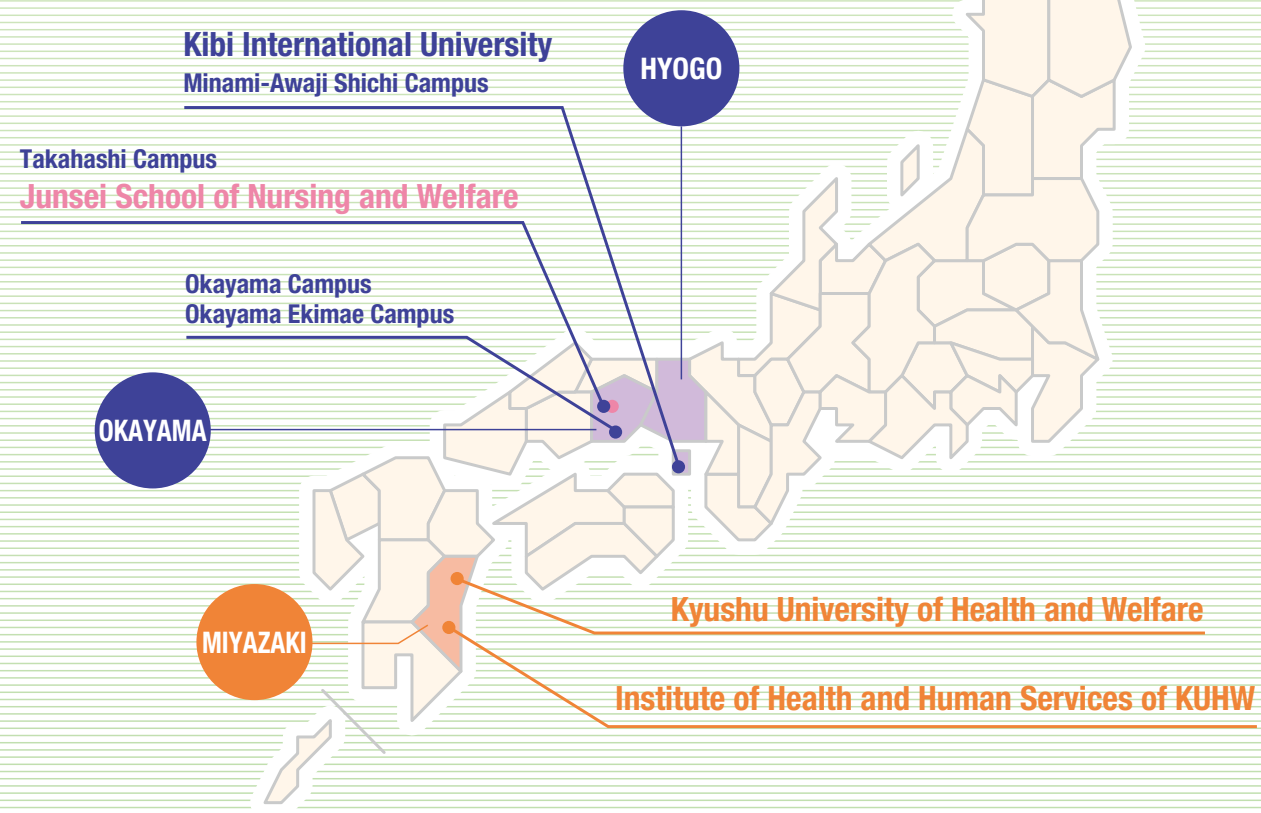 Kibi International University
Minami-Awaji Shichi Campus
HYOGO
Takahashi Campus
Junsei School of Nursing and Welfare
Okayama Campus
Okayama Ekimae Campus
OKAYAMA
MIYAZAKI
Kyushu University of Health and Welfare
Institute of Health and Human Services of KUHW